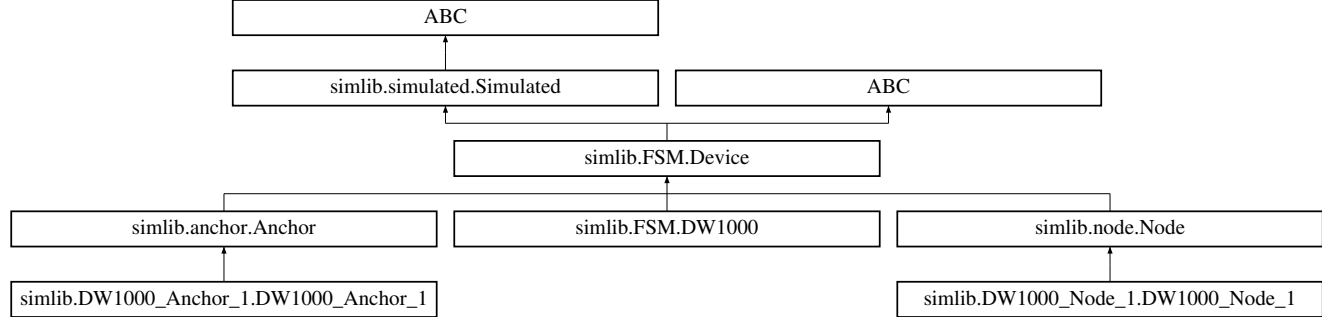 ABC
simlib.simulated.Simulated
ABC
simlib.FSM.Device
simlib.anchor.Anchor
simlib.FSM.DW1000
simlib.node.Node
simlib.DW1000_Anchor_1.DW1000_Anchor_1
simlib.DW1000_Node_1.DW1000_Node_1